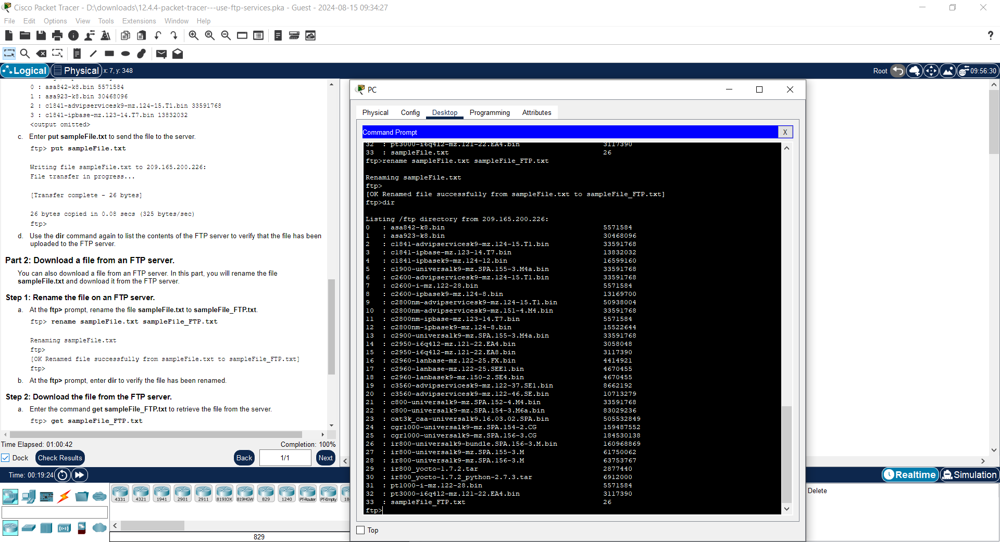 Cisco Packet Tracer - D:\downloads\12.4.4-packet-tracer---use-ftp-services.pka - Guest - 2024-08-15 09:34:27
File Edit Options View Tools Extensions Window Help
?
Logical Physical x: 7, y: 348
Root 09:56:30
0 : asa842-k8.bin 5571584
1 : asa923-k8.bin 30468096
2 : c1841-advipservicesk9-mz.124-15.T1.bin 33591768
3 : c1841-ipbase-mz.123-14.T7.bin 13832032
<output omitted>
c. Enter put sampleFile.txt to send the file to the server.
ftp> put sampleFile.txt
Writing file sampleFile.txt to 209.165.200.226:
File transfer in progress...
[Transfer complete - 26 bytes]
26 bytes copied in 0.08 secs (325 bytes/sec)
ftp>
d. Use the dir command again to list the contents of the FTP server to verify that the file has been
uploaded to the FTP server.
Part 2: Download a file from an FTP server.
You can also download a file from an FTP server. In this part, you will rename the file
sampleFile.txt and download it from the FTP server.
Step 1: Rename the file on an FTP server.
a. At the ftp> prompt, rename the file sampleFile.txt to sampleFile_FTP.txt.
ftp> rename sampleFile.txt sampleFile_FTP.txt
Renaming sampleFile.txt
ftp>
[OK Renamed file successfully from sampleFile.txt to sampleFile_FTP.txt]
ftp>
b. At the ftp> prompt, enter dir to verify the file has been renamed.
Step 2: Download the file from the FTP server.
a. Enter the command get sampleFile_FTP.txt to retrieve the file from the server.
ftp> get sampleFile_FTP.txt
Time Elapsed: 01:00:42 Completion: 100%
Dock Check Results Back 1/1 Next
Time: 00:19:24
Realtime Simulation
4331 4321 1941 2901 2911 819IOX 819HGW 829 1240 PT-Router PT-Empty 18
829
Delete
PC
Physical Config Desktop Programming Attributes
Command Prompt X
32 : pt3000-i6q4l2-mz.121-22.EA4.bin 3117390
33 : sampleFile.txt 26
ftp>rename sampleFile.txt sampleFile_FTP.txt
Renaming sampleFile.txt
ftp>
[OK Renamed file successfully from sampleFile.txt to sampleFile_FTP.txt]
ftp>dir
Listing /ftp directory from 209.165.200.226:
0 : asa842-k8.bin 5571584
1 : asa923-k8.bin 30468096
2 : c1841-advipservicesk9-mz.124-15.T1.bin 33591768
3 : c1841-ipbase-mz.123-14.T7.bin 13832032
4 : c1841-ipbasek9-mz.124-12.bin 16599160
5 : c1900-universalk9-mz.SPA.155-3.M4a.bin 33591768
6 : c2600-advipservicesk9-mz.124-15.T1.bin 33591768
7 : c2600-i-mz.122-28.bin 5571584
8 : c2600-ipbasek9-mz.124-8.bin 13169700
9 : c2800nm-advipservicesk9-mz.124-15.T1.bin 50938004
10 : c2800nm-advipservicesk9-mz.151-4.M4.bin 33591768
11 : c2800nm-ipbase-mz.123-14.T7.bin 5571584
12 : c2800nm-ipbasek9-mz.124-8.bin 15522644
13 : c2900-universalk9-mz.SPA.155-3.M4a.bin 33591768
14 : c2950-i6q4l2-mz.121-22.EA4.bin 3058048
15 : c2950-i6q4l2-mz.121-22.EA8.bin 3117390
16 : c2960-lanbase-mz.122-25.FX.bin 4414921
17 : c2960-lanbase-mz.122-25.SEE1.bin 4670455
18 : c2960-lanbasek9-mz.150-2.SE4.bin 4670455
19 : c3560-advipservicesk9-mz.122-37.SE1.bin 8662192
20 : c3560-advipservicesk9-mz.122-46.SE.bin 10713279
21 : c800-universalk9-mz.SPA.152-4.M4.bin 33591768
22 : c800-universalk9-mz.SPA.154-3.M6a.bin 83029236
23 : cat3k_caa-universalk9.16.03.02.SPA.bin 505532849
24 : cgr1000-universalk9-mz.SPA.154-2.CG 159487552
25 : cgr1000-universalk9-mz.SPA.156-3.CG 184530138
26 : ir800-universalk9-bundle.SPA.156-3.M.bin 160968869
27 : ir800-universalk9-mz.SPA.155-3.M 61750062
28 : ir800-universalk9-mz.SPA.156-3.M 63753767
29 : ir800_yocto-1.7.2.tar 2877440
30 : ir800_yocto-1.7.2_python-2.7.3.tar 6912000
31 : pt1000-i-mz.122-28.bin 5571584
32 : pt3000-i6q4l2-mz.121-22.EA4.bin 3117390
33 : sampleFile_FTP.txt 26
ftp>
Top